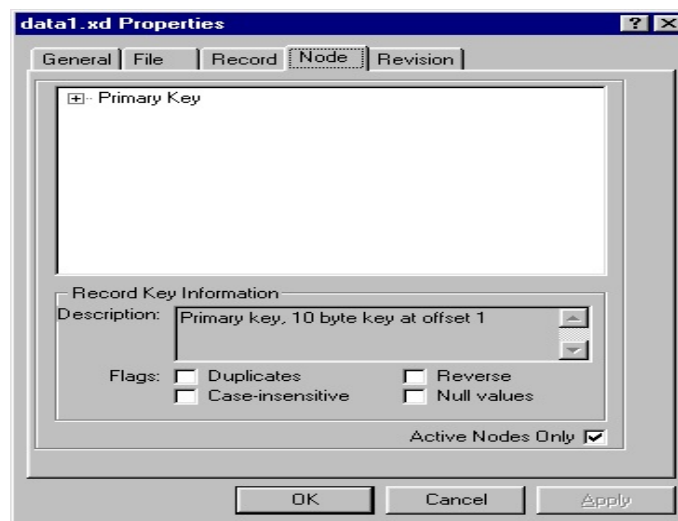 data1.xd Properties
General File Record Node Revision
Primary Key
Record Key Information
Description: Primary key, 10 byte key at offset 1
Flags: Duplicates Reverse
Case-insensitive Null values
Active Nodes Only
OK Cancel Apply